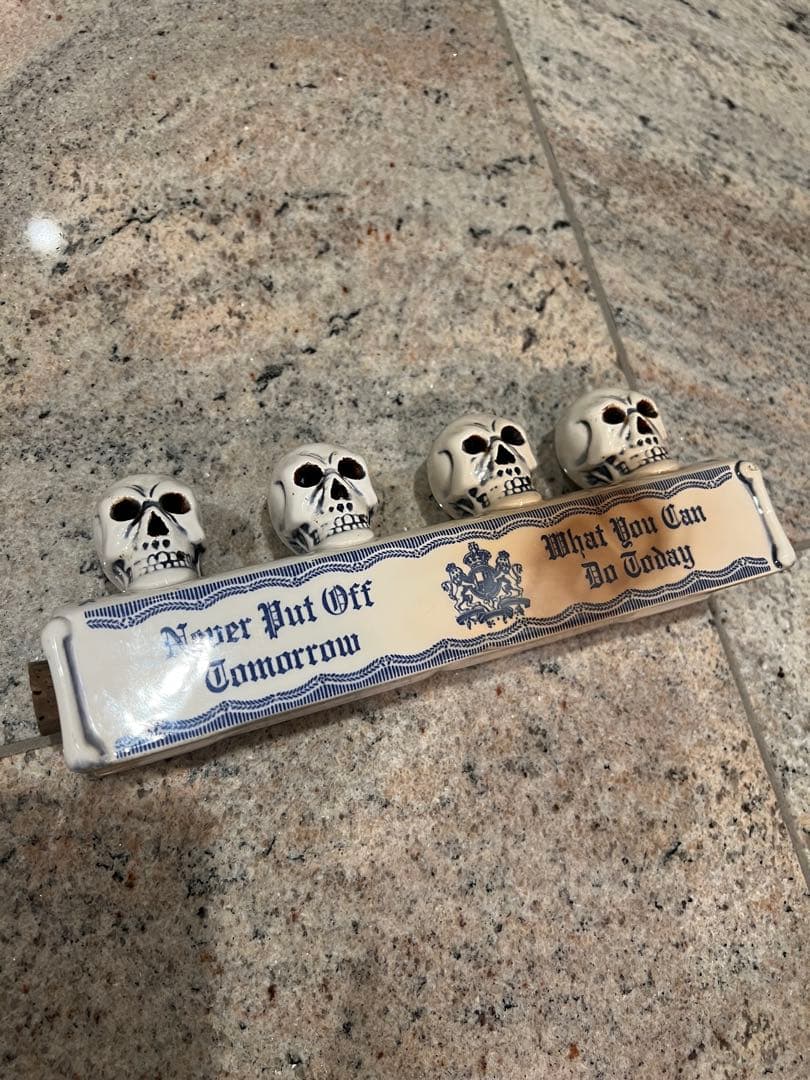 Never Put Off
Tomorrow
What You Can
Do Today